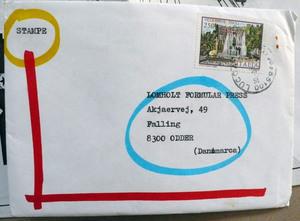 STAMPE
LOMHOLT FORMULAR PRESS
Akjaervej, 49
Falling
8300 ODDER
(Danimarca)